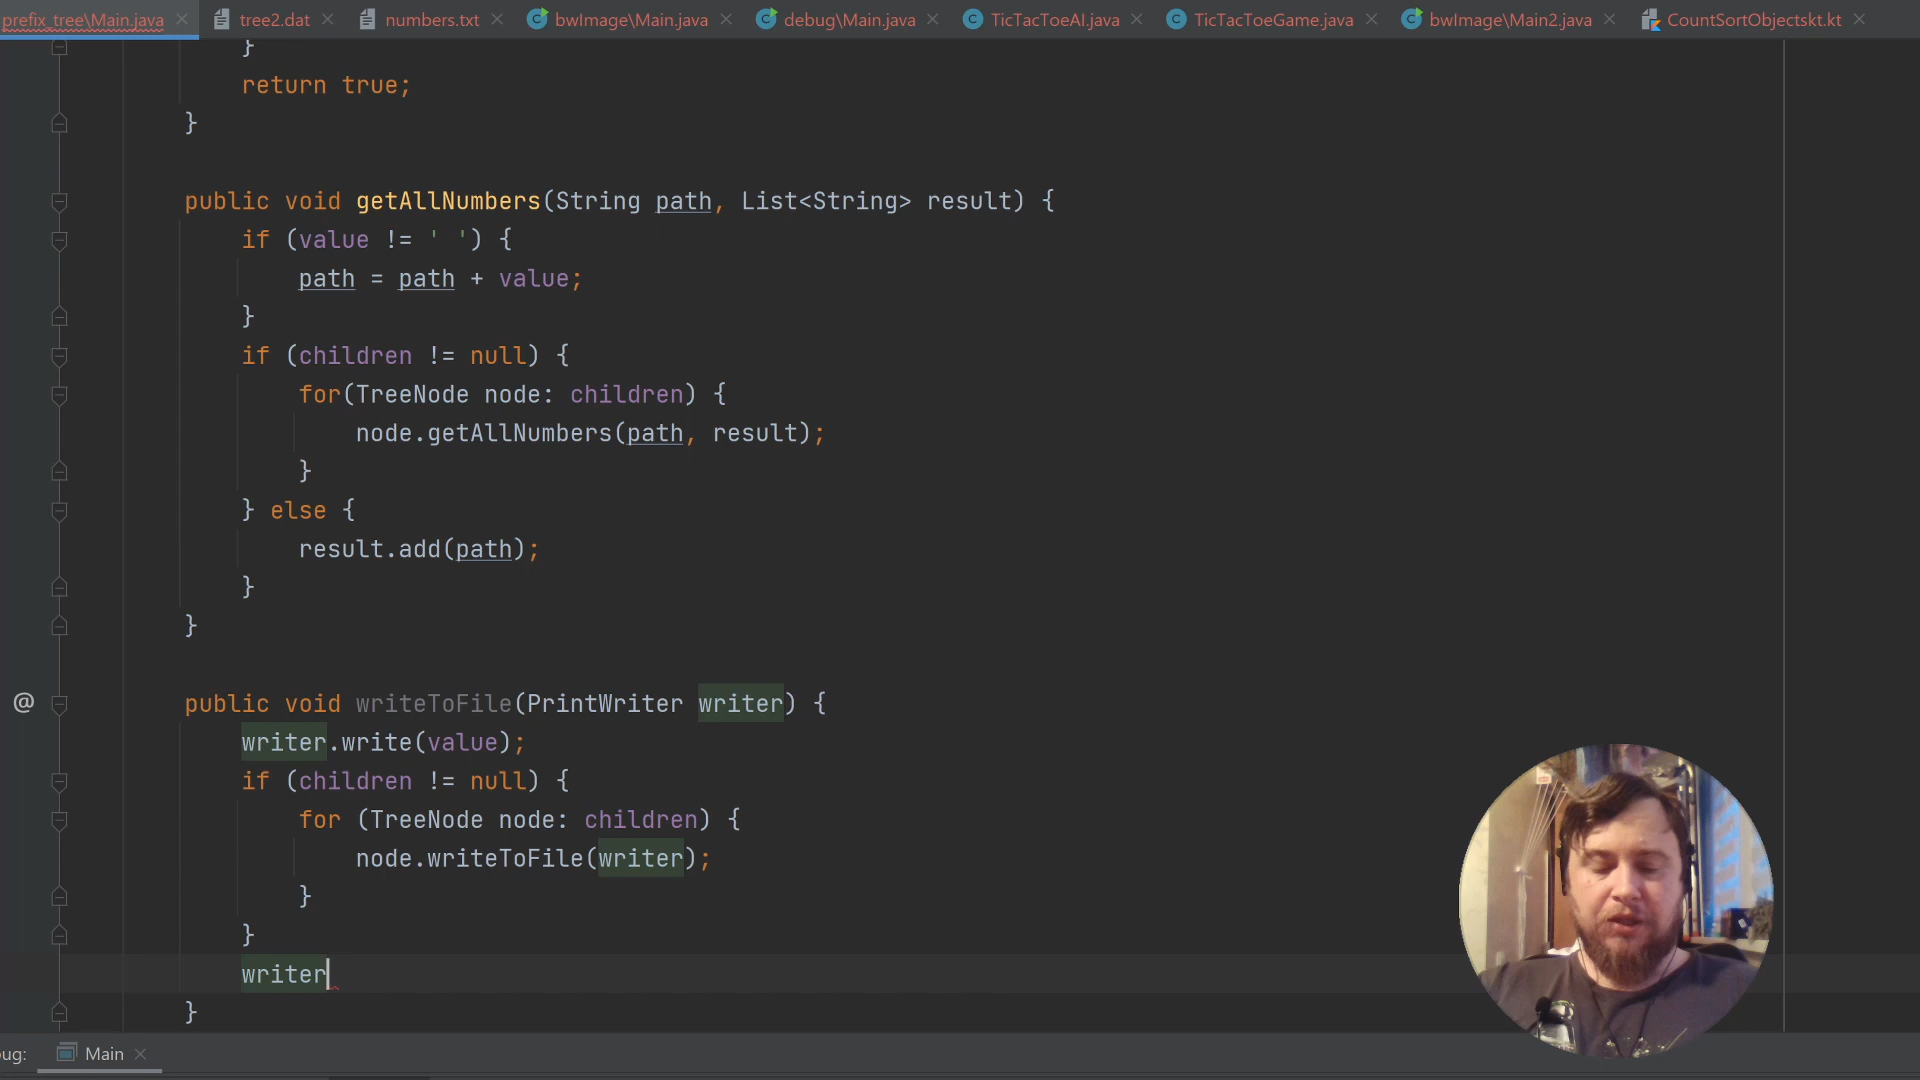 prefix_tree\Main.java tree2.dat numbers.txt bwImage\Main.java debug\Main.java TicTacToeAI.java TicTacToeGame.java bwImage\Main2.java CountSortObjectskt.kt
}
return true;
}
public void getAllNumbers(String path, List<String> result) {
if (value != ' ') {
path = path + value;
}
if (children != null) {
for(TreeNode node: children) {
node.getAllNumbers(path, result);
}
} else {
result.add(path);
}
}
@ public void writeToFile(PrintWriter writer) {
writer.write(value);
if (children != null) {
for (TreeNode node: children) {
node.writeToFile(writer);
}
}
writer
}
ug: Main